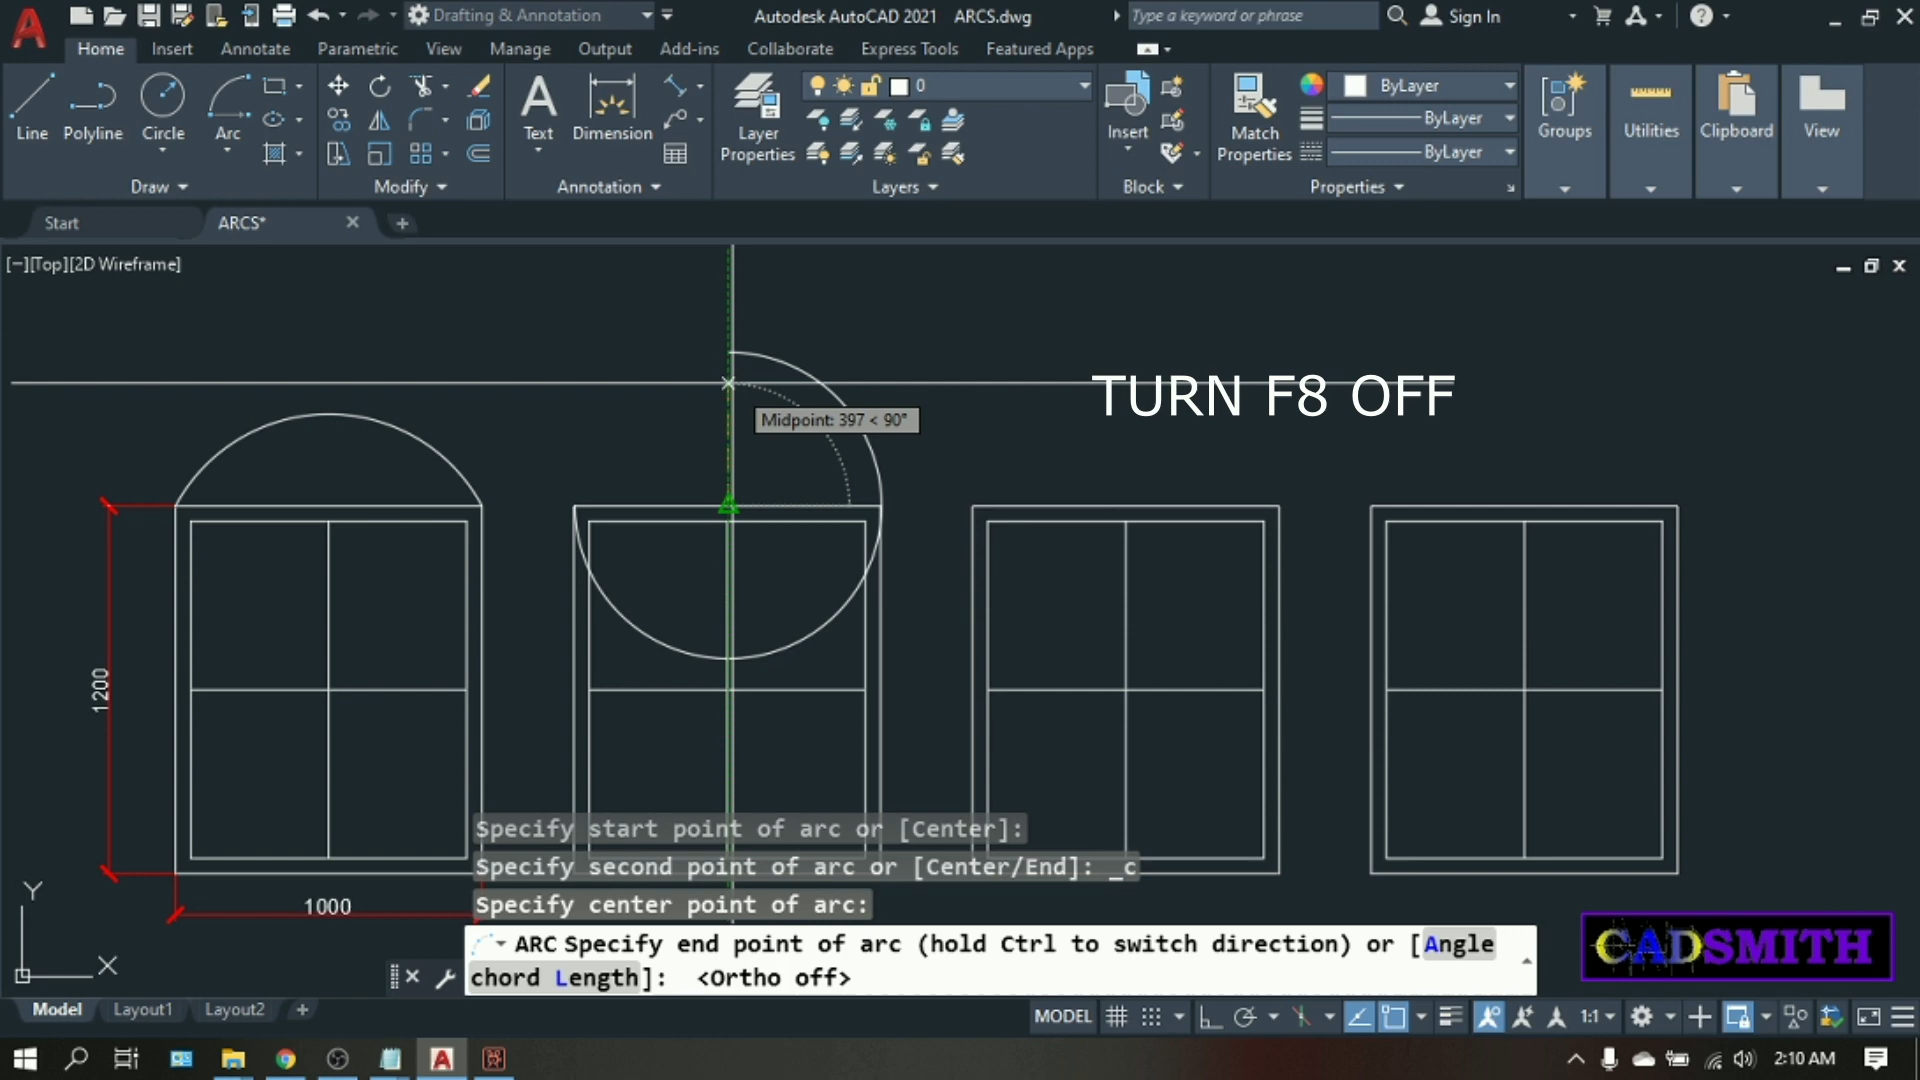 Drafting & Annotation
Autodesk AutoCAD 2021 ARCS.dwg
Type a keyword or phrase
Sign In
Home Insert Annotate Parametric View Manage Output Add-ins Collaborate Express Tools Featured Apps
0
ByLayer
ByLayer
ByLayer
Line Polyline Circle Arc
Text Dimension
Layer Properties
Insert
Match Properties
Groups Utilities Clipboard View
Draw Modify Annotation Layers Block Properties
Start ARCS*
[−][Top][2D Wireframe]
TURN F8 OFF
Midpoint: 397 < 90°
1200
1000
Specify start point of arc or [Center]:
Specify second point of arc or [Center/End]: _c
Specify center point of arc:
ARC Specify end point of arc (hold Ctrl to switch direction) or [Angle
chord Length]: <Ortho off>
Y
X
CADSMITH
Model Layout1 Layout2
MODEL
1:1
2:10 AM